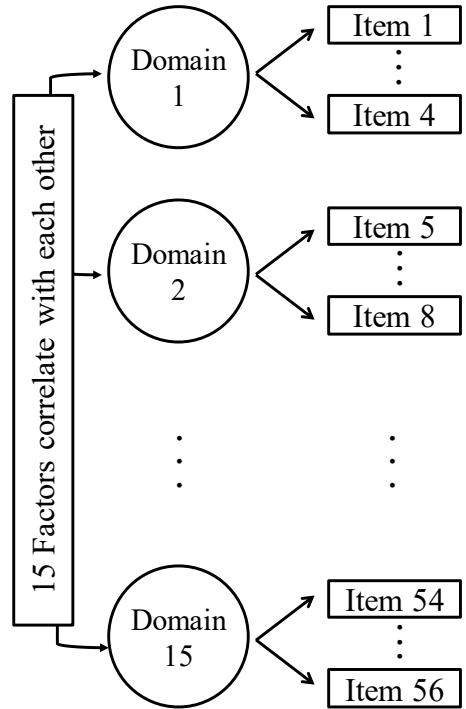 15 Factors correlate with each other
Domain
1
Item 1
Item 4
Domain
2
Item 5
Item 8
Domain
15
Item 54
Item 56